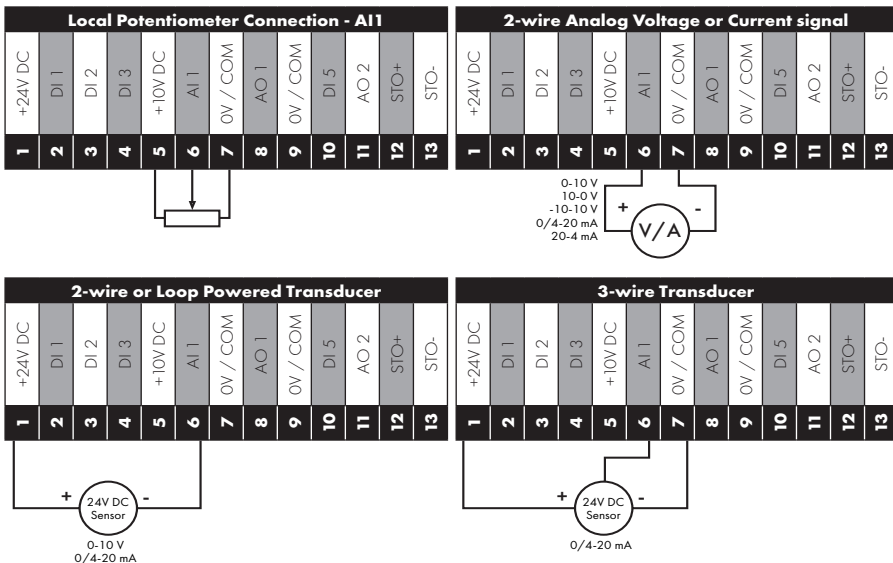 Local Potentiometer Connection - AI1
+24V DC
DI 1
DI 2
DI 3
+10V DC
AI 1
0V / COM
AO 1
0V / COM
DI 5
AO 2
STO+
STO-
1 2 3 4 5 6 7 8 9 10 11 12 13
2-wire Analog Voltage or Current signal
+24V DC
DI 1
DI 2
DI 3
+10V DC
AI 1
0V / COM
AO 1
0V / COM
DI 5
AO 2
STO+
STO-
1 2 3 4 5 6 7 8 9 10 11 12 13
0-10 V
10-0 V
-10-10 V
0/4-20 mA
20-4 mA
+ V/A -
2-wire or Loop Powered Transducer
+24V DC
DI 1
DI 2
DI 3
+10V DC
AI 1
0V / COM
AO 1
0V / COM
DI 5
AO 2
STO+
STO-
1 2 3 4 5 6 7 8 9 10 11 12 13
+ 24V DC -
Sensor
0-10 V
0/4-20 mA
3-wire Transducer
+24V DC
DI 1
DI 2
DI 3
+10V DC
AI 1
0V / COM
AO 1
0V / COM
DI 5
AO 2
STO+
STO-
1 2 3 4 5 6 7 8 9 10 11 12 13
+ 24V DC -
Sensor
0/4-20 mA